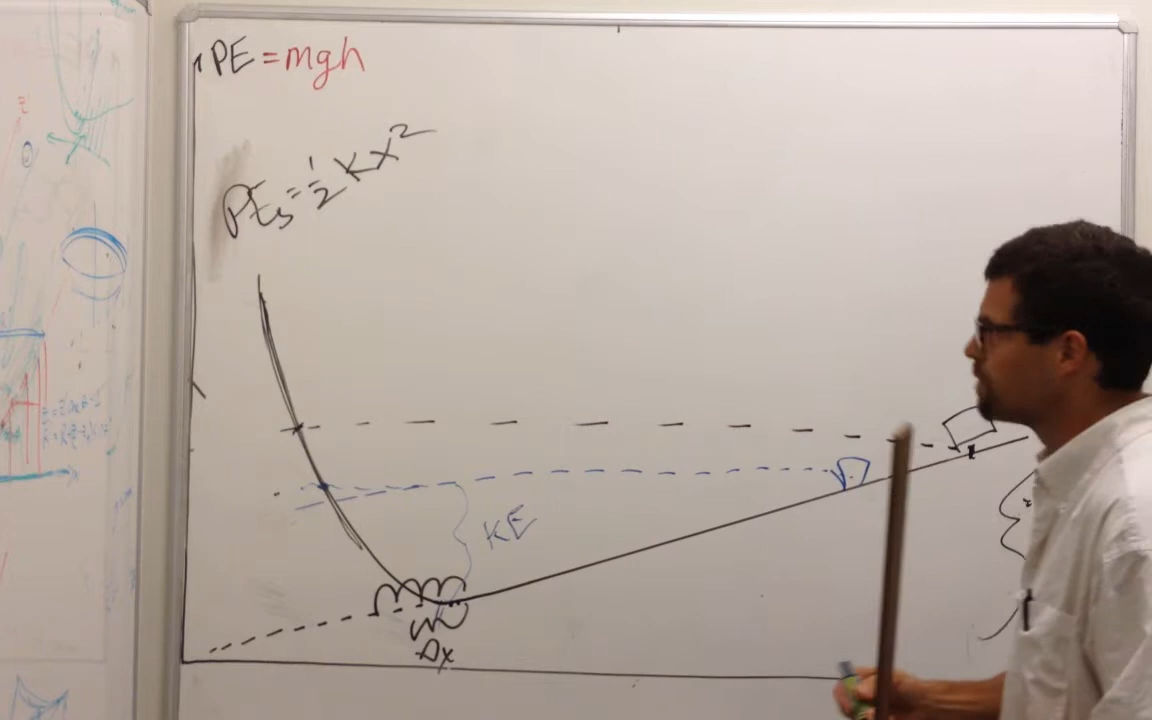 PE = mgh
PEs = 1/2 Kx²
KE
Δx